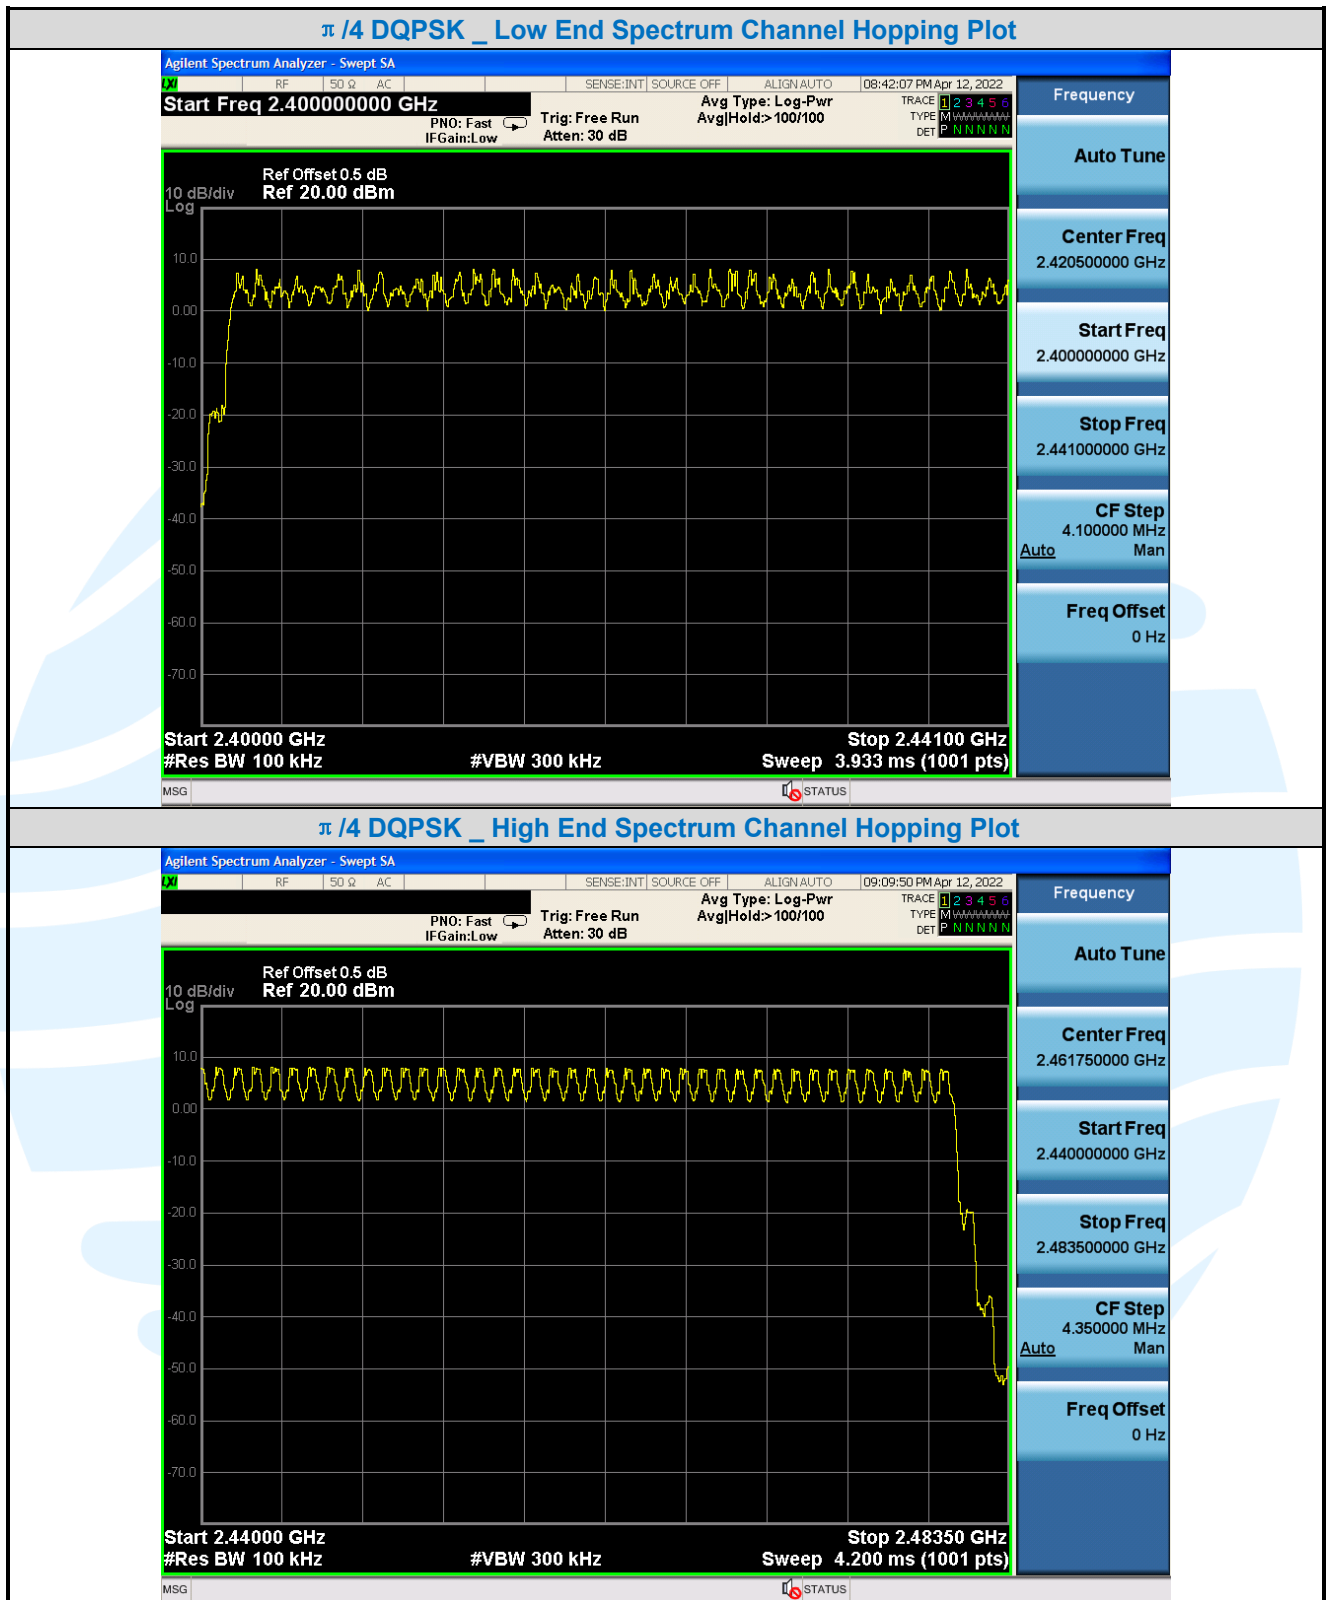 π /4 DQPSK _ Low End Spectrum Channel Hopping Plot
Agilent Spectrum Analyzer - Swept SA
LXI RF 50 Ω AC SENSE:INT SOURCE OFF ALIGN AUTO 08:42:07 PM Apr 12, 2022
Start Freq 2.400000000 GHz
PNO: Fast
IFGain:Low
Trig: Free Run
Atten: 30 dB
Avg Type: Log-Pwr
Avg|Hold:>100/100
TRACE 1 2 3 4 5 6
TYPE M
DET P N N N N N
Ref Offset 0.5 dB
10 dB/div Ref 20.00 dBm
Log
10.0
0.00
-10.0
-20.0
-30.0
-40.0
-50.0
-60.0
-70.0
Start 2.40000 GHz Stop 2.44100 GHz
#Res BW 100 kHz #VBW 300 kHz Sweep 3.933 ms (1001 pts)
MSG STATUS
Frequency
Auto Tune
Center Freq
2.420500000 GHz
Start Freq
2.400000000 GHz
Stop Freq
2.441000000 GHz
CF Step
4.100000 MHz
Auto Man
Freq Offset
0 Hz
π /4 DQPSK _ High End Spectrum Channel Hopping Plot
Agilent Spectrum Analyzer - Swept SA
LXI RF 50 Ω AC SENSE:INT SOURCE OFF ALIGN AUTO 09:09:50 PM Apr 12, 2022
PNO: Fast
IFGain:Low
Trig: Free Run
Atten: 30 dB
Avg Type: Log-Pwr
Avg|Hold:>100/100
TRACE 1 2 3 4 5 6
TYPE M
DET P N N N N N
Ref Offset 0.5 dB
10 dB/div Ref 20.00 dBm
Log
10.0
0.00
-10.0
-20.0
-30.0
-40.0
-50.0
-60.0
-70.0
Start 2.44000 GHz Stop 2.48350 GHz
#Res BW 100 kHz #VBW 300 kHz Sweep 4.200 ms (1001 pts)
MSG STATUS
Frequency
Auto Tune
Center Freq
2.461750000 GHz
Start Freq
2.440000000 GHz
Stop Freq
2.483500000 GHz
CF Step
4.350000 MHz
Auto Man
Freq Offset
0 Hz